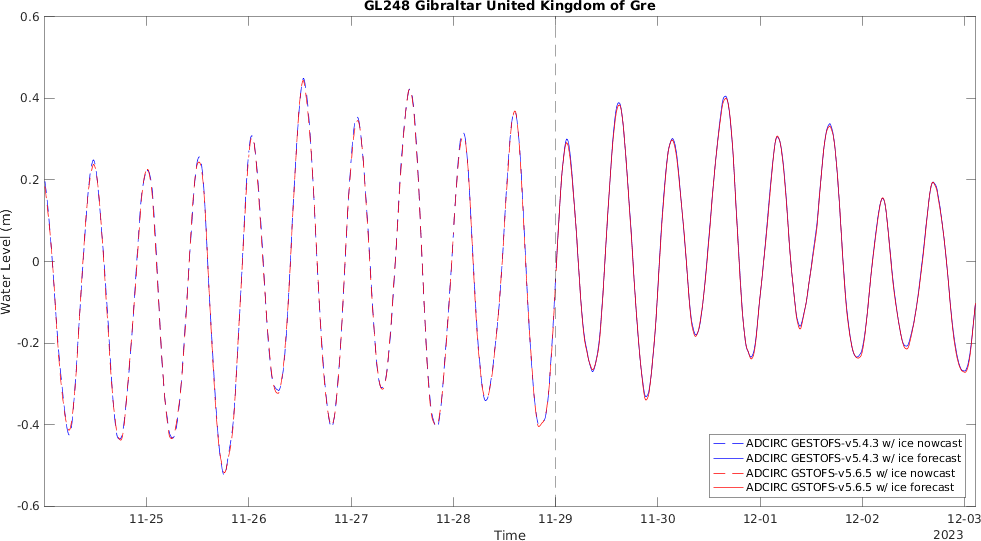 GL248 Gibraltar United Kingdom of Gre
Water Level (m)
0.6
0.4
0.2
0
-0.2
-0.4
-0.6
ADCIRC GESTOFS-v5.4.3 w/ ice nowcast
ADCIRC GESTOFS-v5.4.3 w/ ice forecast
ADCIRC GSTOFS-v5.6.5 w/ ice nowcast
ADCIRC GSTOFS-v5.6.5 w/ ice forecast
11-25 11-26 11-27 11-28 11-29 11-30 12-01 12-02 12-03
Time 2023